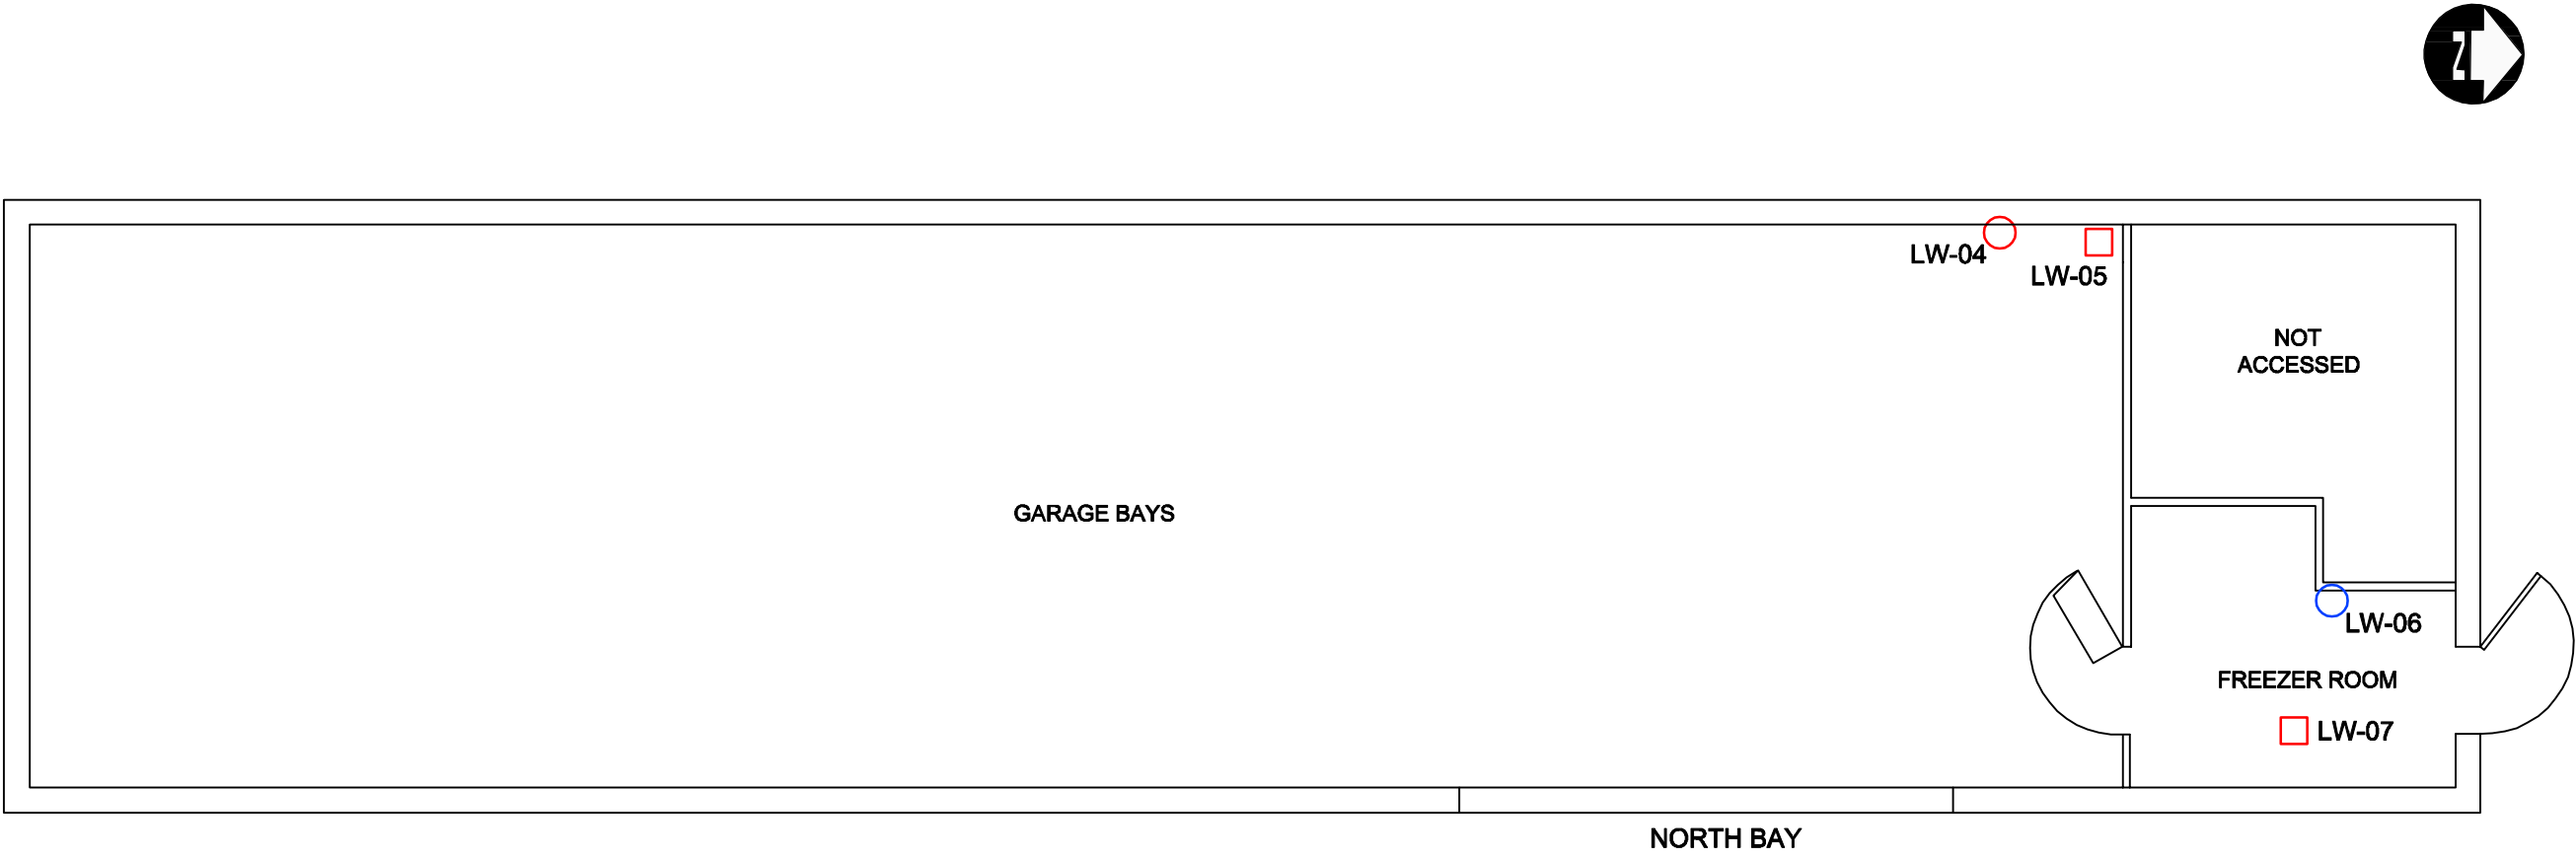 N
LW-04
LW-05
NOT
ACCESSED
GARAGE BAYS
LW-06
FREEZER ROOM
LW-07
NORTH BAY